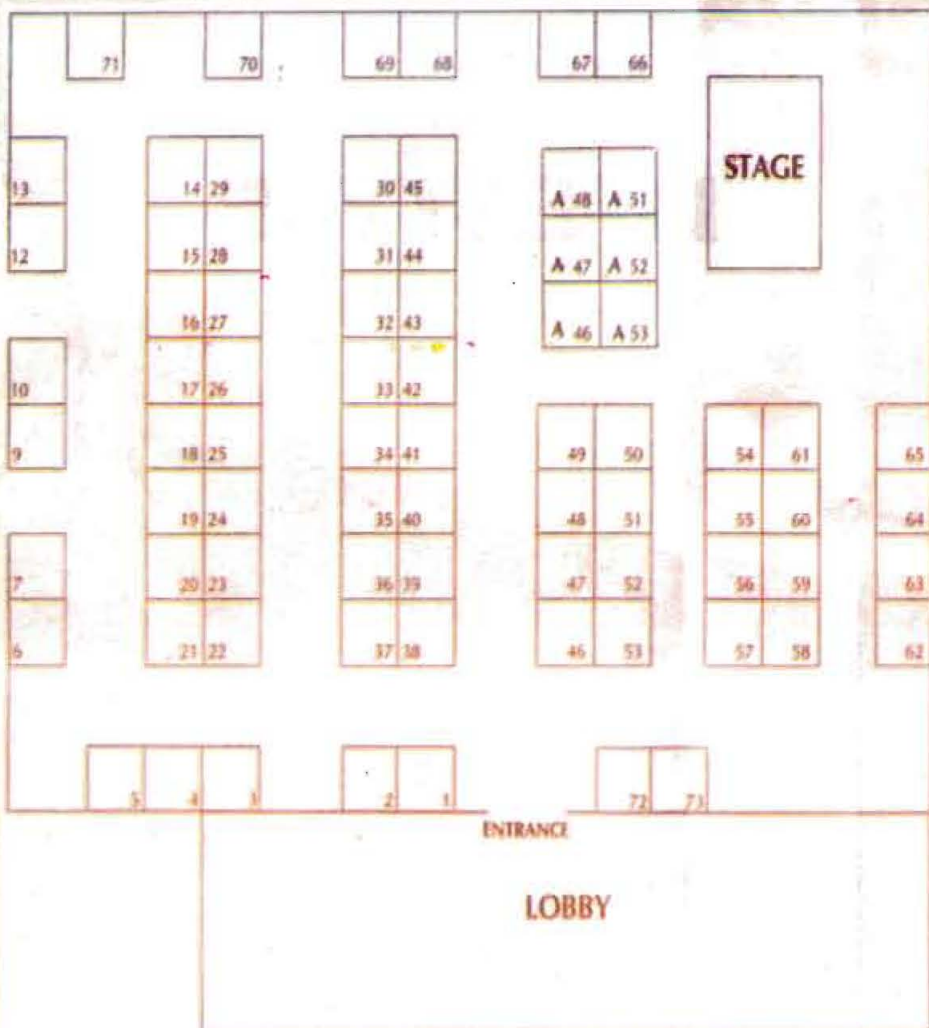 71 70 69 68 67 66
STAGE
13 14 29 30 45 A 48 A 51
12 15 28 31 44 A 47 A 52
16 27 32 43 A 46 A 53
10 17 26 33 42
9 18 25 34 41 49 50 54 61 65
19 24 35 40 48 51 55 60 64
7 20 23 36 39 47 52 56 59 63
6 21 22 37 38 46 53 57 58 62
5 4 3 2 1 72 73
ENTRANCE
LOBBY